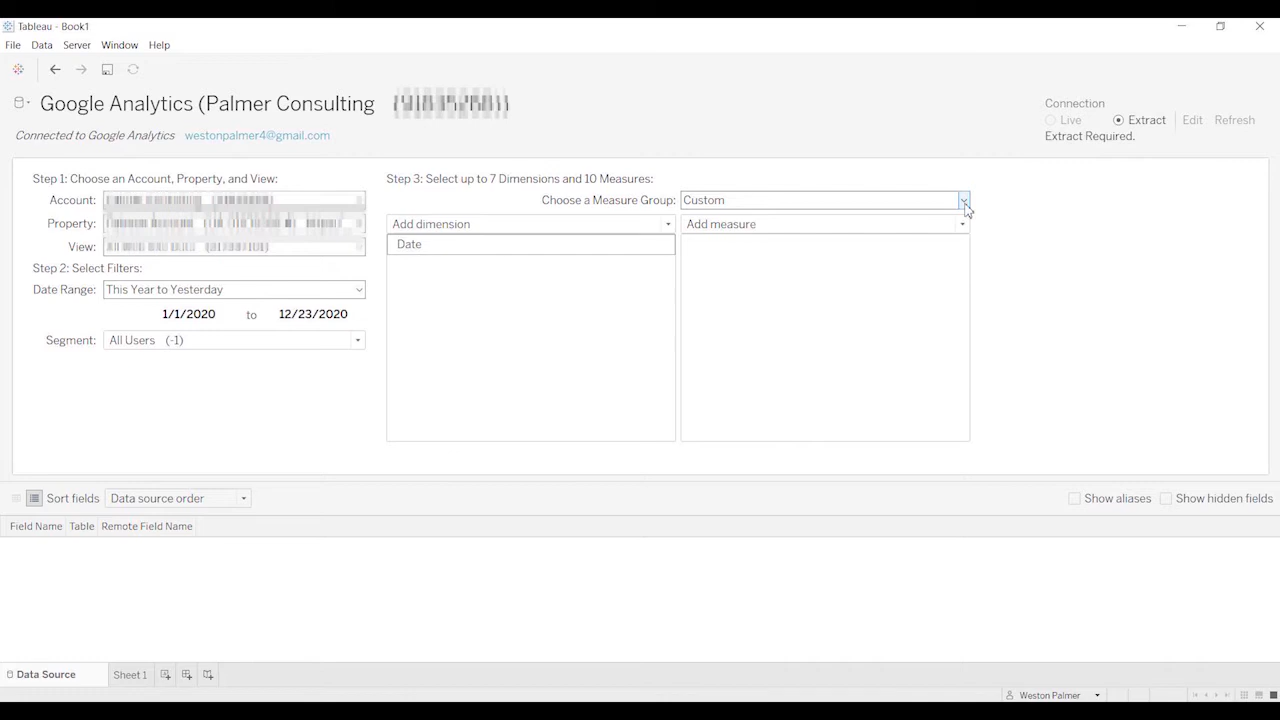 Tableau - Book1
File Data Server Window Help
Google Analytics (Palmer Consulting
Connected to Google Analytics westonpalmer4@gmail.com
Connection
Live Extract Edit Refresh
Extract Required.
Step 1: Choose an Account, Property, and View:
Account:
Property:
View:
Step 2: Select Filters:
Date Range: This Year to Yesterday
1/1/2020 to 12/23/2020
Segment: All Users (-1)
Step 3: Select up to 7 Dimensions and 10 Measures:
Choose a Measure Group: Custom
Add dimension Add measure
Date
Sort fields Data source order Show aliases Show hidden fields
Field Name Table Remote Field Name
Data Source Sheet 1
Weston Palmer